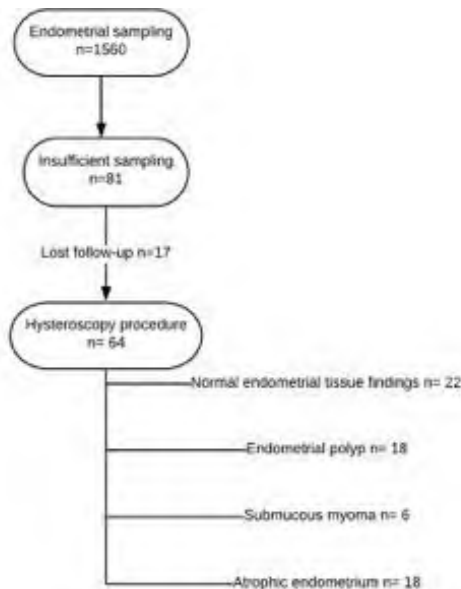 Endometrial sampling
n=1560
Insufficient sampling
n=81
Lost follow-up n=17
Hysteroscopy procedure
n= 64
Normal endometrial tissue findings n= 22
Endometrial polyp n= 18
Submucous myoma n= 6
Atrophic endometrium n= 18